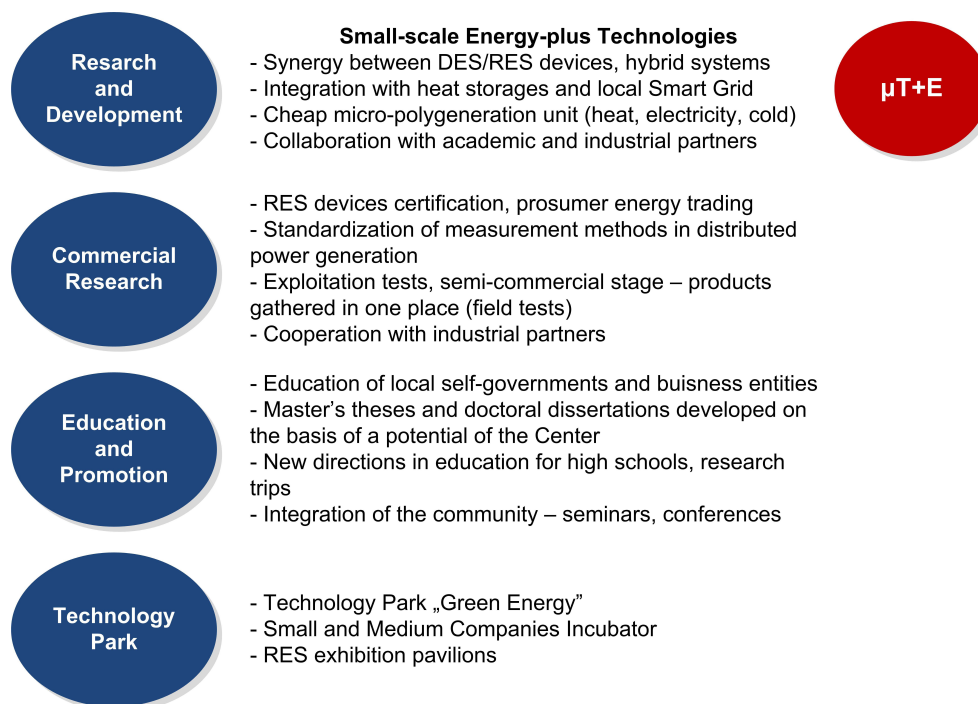 Resarch
and
Development
Small-scale Energy-plus Technologies
- Synergy between DES/RES devices, hybrid systems
- Integration with heat storages and local Smart Grid
- Cheap micro-polygeneration unit (heat, electricity, cold)
- Collaboration with academic and industrial partners
µT+E
Commercial
Research
- RES devices certification, prosumer energy trading
- Standardization of measurement methods in distributed
power generation
- Exploitation tests, semi-commercial stage – products
gathered in one place (field tests)
- Cooperation with industrial partners
Education
and
Promotion
- Education of local self-governments and buisness entities
- Master’s theses and doctoral dissertations developed on
the basis of a potential of the Center
- New directions in education for high schools, research
trips
- Integration of the community – seminars, conferences
Technology
Park
- Technology Park „Green Energy”
- Small and Medium Companies Incubator
- RES exhibition pavilions